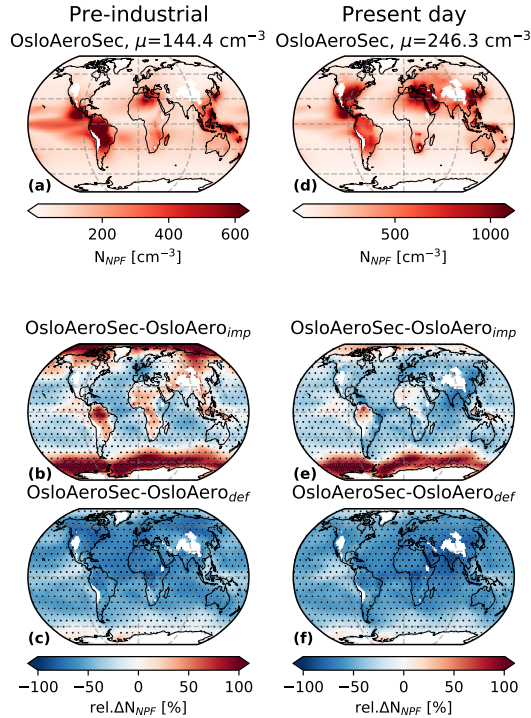 Pre-industrial
OsloAeroSec, μ=144.4 cm⁻³
(a)
200 400 600
N_NPF [cm⁻³]
Present day
OsloAeroSec, μ=246.3 cm⁻³
(d)
500 1000
N_NPF [cm⁻³]
OsloAeroSec-OsloAero_imp
(b)
OsloAeroSec-OsloAero_imp
(e)
OsloAeroSec-OsloAero_def
(c)
OsloAeroSec-OsloAero_def
(f)
−100 −50 0 50 100
rel.ΔN_NPF [%]
−100 −50 0 50 100
rel.ΔN_NPF [%]